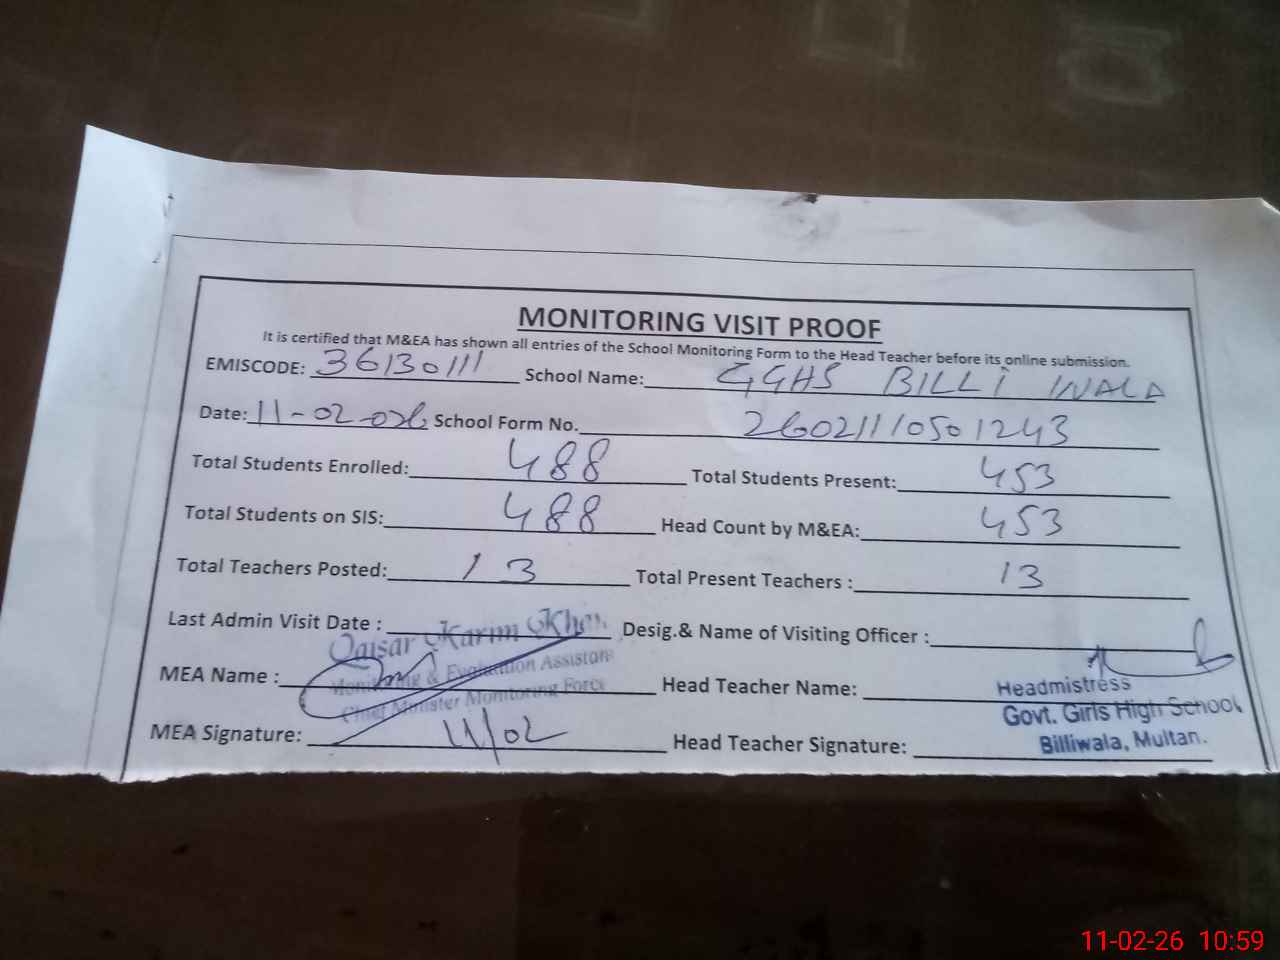 MONITORING VISIT PROOF
It is certified that M&EA has shown all entries of the School Monitoring Form to the Head Teacher before its online submission.
EMISCODE: 36130111 School Name: GGHS BILLI WALA
Date: 11-02-026 School Form No. 2602111050 1243
Total Students Enrolled: 488 Total Students Present: 453
Total Students on SIS: 488 Head Count by M&EA: 453
Total Teachers Posted: 13 Total Present Teachers : 13
Last Admin Visit Date : Desig.& Name of Visiting Officer :
Qaisar Karim Khan
Monitoring & Evaluation Assistant
MEA Name : Head Teacher Name: Headmistress
Chief Minister Monitoring Force
Govt. Girls High School
MEA Signature: 11/02 Head Teacher Signature: Billiwala, Multan.
11-02-26 10:59